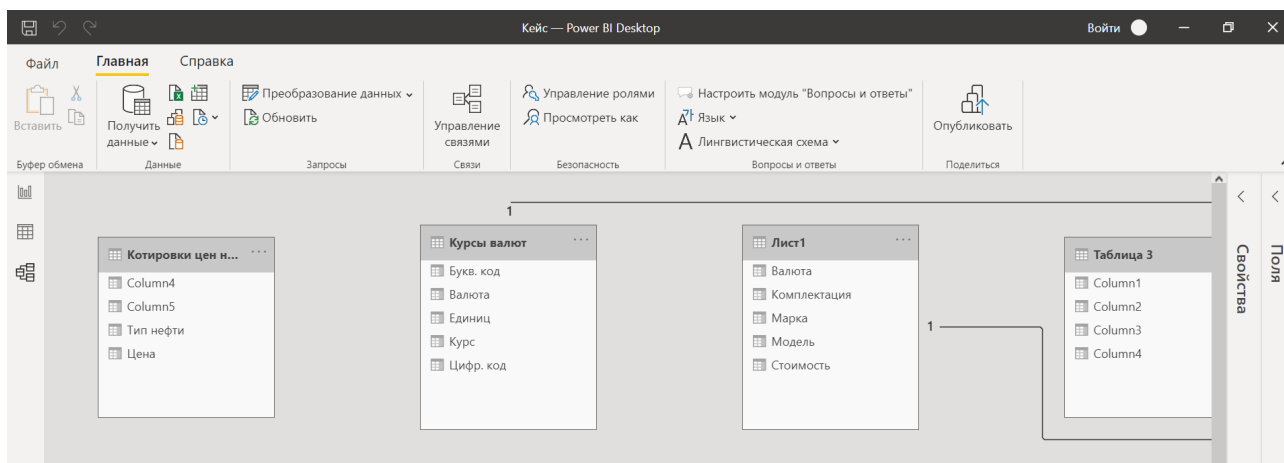 Кейс — Power BI Desktop
Войти
Файл
Главная
Справка
Вставить
Буфер обмена
Получить
данные
Данные
Преобразование данных
Обновить
Запросы
Управление
связями
Связи
Управление ролями
Просмотреть как
Безопасность
Настроить модуль "Вопросы и ответы"
Язык
Лингвистическая схема
Вопросы и ответы
Опубликовать
Поделиться
1
Котировки цен н...
Column4
Column5
Тип нефти
Цена
Курсы валют
Букв. код
Валюта
Единиц
Курс
Цифр. код
Лист1
Валюта
Комплектация
Марка
Модель
Стоимость
1
Таблица 3
Column1
Column2
Column3
Column4
Свойства
Поля